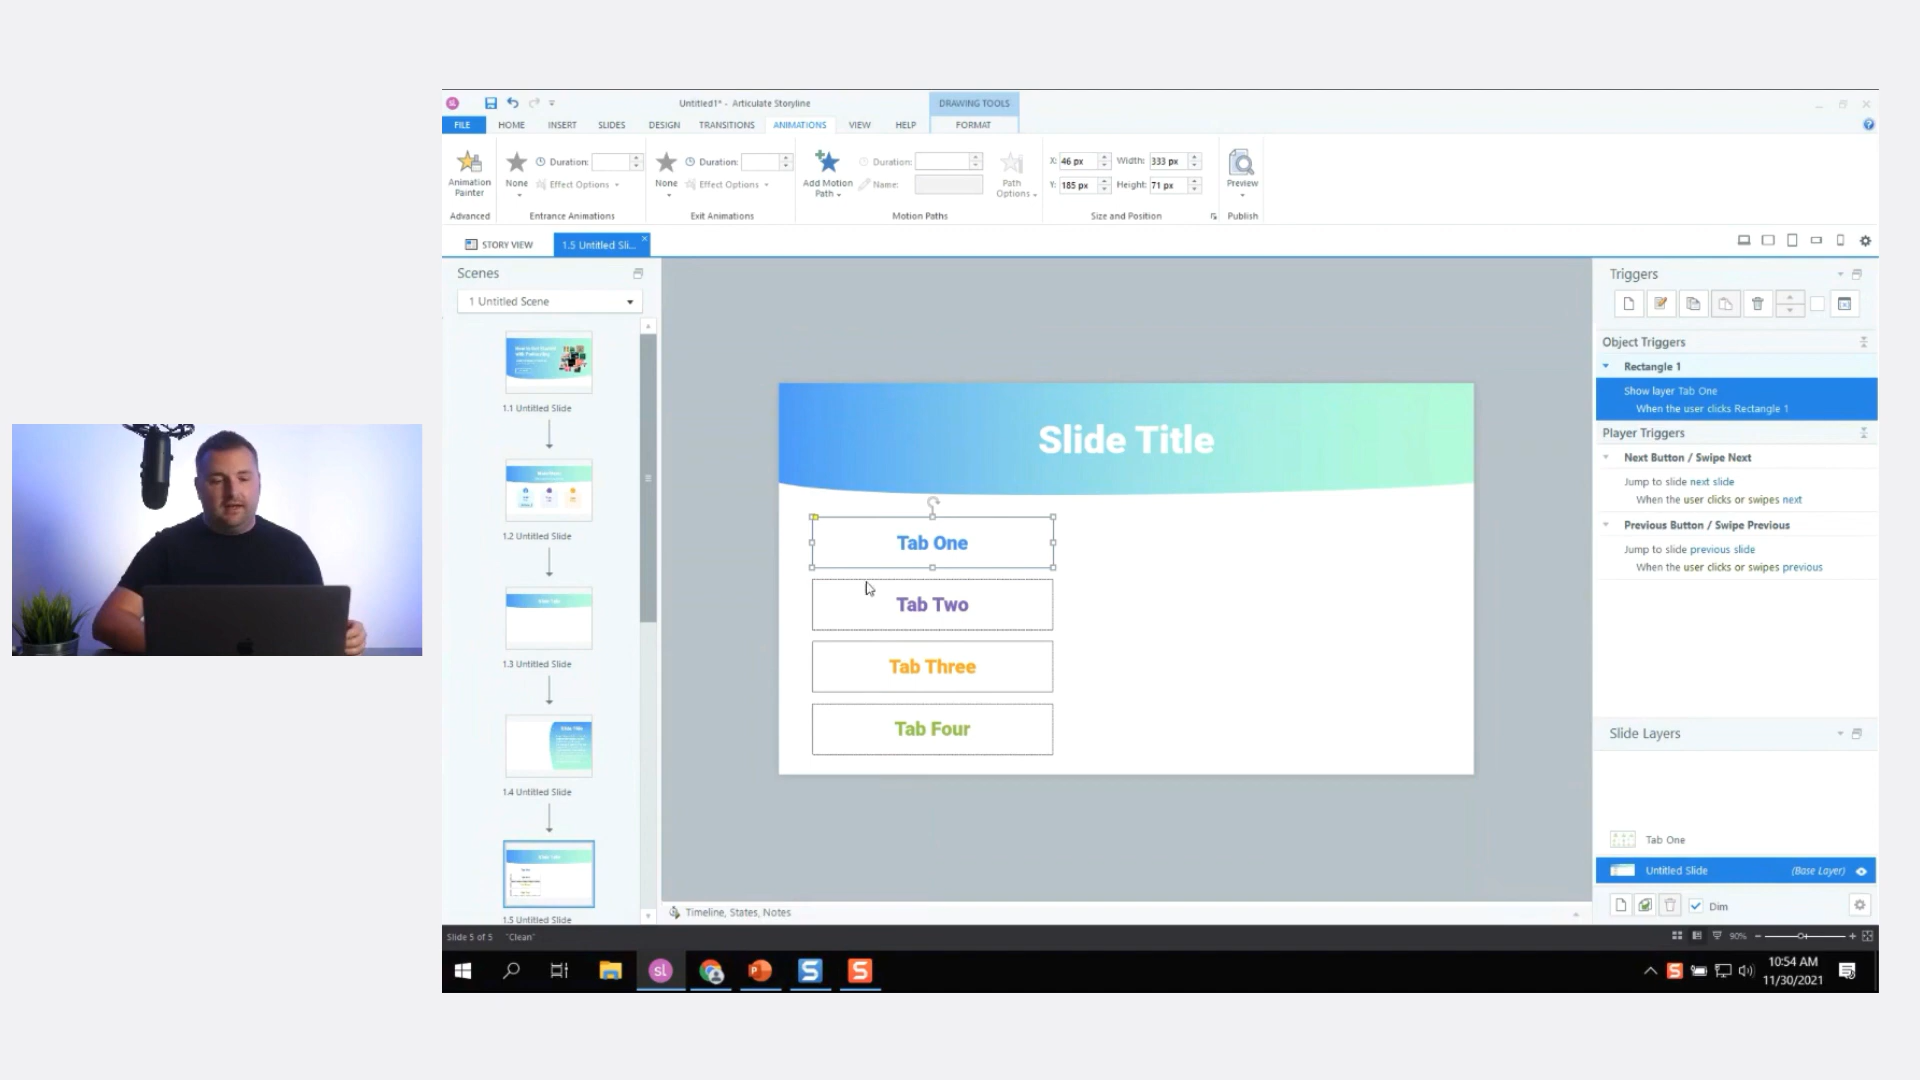 Untitled1* - Articulate Storyline
DRAWING TOOLS
FILE HOME INSERT SLIDES DESIGN TRANSITIONS ANIMATIONS VIEW HELP FORMAT
Animation Painter
Advanced
None
Duration:
Effect Options
Entrance Animations
None
Duration:
Effect Options
Exit Animations
Add Motion Path
Duration:
Name:
Path Options
Motion Paths
X: 46 px Width: 333 px
Y: 185 px Height: 71 px
Size and Position
Preview
Publish
STORY VIEW
1.5 Untitled Sli...
Scenes
1 Untitled Scene
1.1 Untitled Slide
1.2 Untitled Slide
1.3 Untitled Slide
Slide Title
1.4 Untitled Slide
1.5 Untitled Slide
Slide Title
Tab One
Tab Two
Tab Three
Tab Four
Timeline, States, Notes
Triggers
Object Triggers
Rectangle 1
Show layer Tab One
When the user clicks Rectangle 1
Player Triggers
Next Button / Swipe Next
Jump to slide next slide
When the user clicks or swipes next
Previous Button / Swipe Previous
Jump to slide previous slide
When the user clicks or swipes previous
Slide Layers
Tab One
Untitled Slide (Base Layer)
Dim
Slide 5 of 5 "Clean"
90%
sl
10:54 AM
11/30/2021